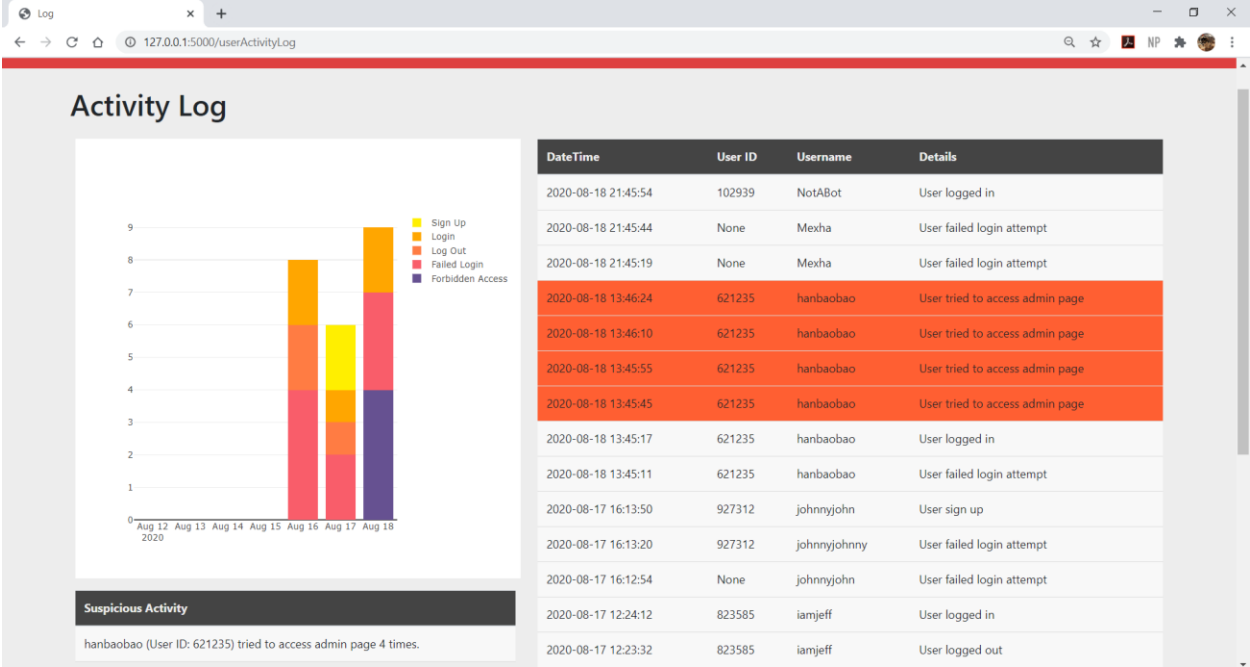 Log
127.0.0.1:5000/userActivityLog
NP
Activity Log
9
8
7
6
5
4
3
2
1
0
Aug 12 Aug 13 Aug 14 Aug 15 Aug 16 Aug 17 Aug 18
2020
Sign Up
Login
Log Out
Failed Login
Forbidden Access
Suspicious Activity
hanbaobao (User ID: 621235) tried to access admin page 4 times.
DateTime User ID Username Details
2020-08-18 21:45:54 102939 NotABot User logged in
2020-08-18 21:45:44 None Mexha User failed login attempt
2020-08-18 21:45:19 None Mexha User failed login attempt
2020-08-18 13:46:24 621235 hanbaobao User tried to access admin page
2020-08-18 13:46:10 621235 hanbaobao User tried to access admin page
2020-08-18 13:45:55 621235 hanbaobao User tried to access admin page
2020-08-18 13:45:45 621235 hanbaobao User tried to access admin page
2020-08-18 13:45:17 621235 hanbaobao User logged in
2020-08-18 13:45:11 621235 hanbaobao User failed login attempt
2020-08-17 16:13:50 927312 johnnyjohn User sign up
2020-08-17 16:13:20 927312 johnnyjohnny User failed login attempt
2020-08-17 16:12:54 None johnnyjohn User failed login attempt
2020-08-17 12:24:12 823585 iamjeff User logged in
2020-08-17 12:23:32 823585 iamjeff User logged out